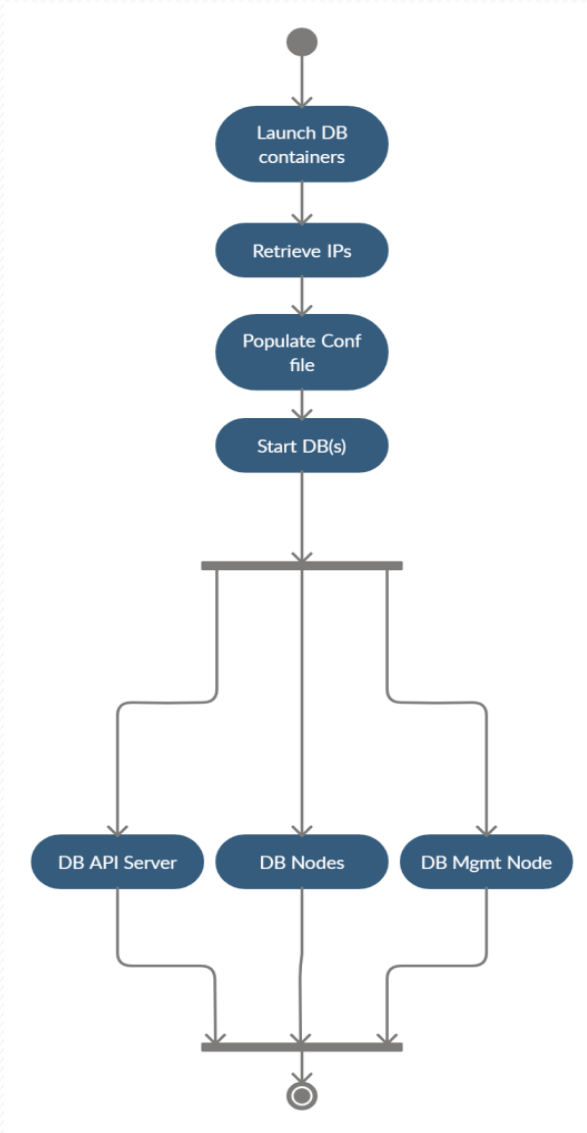 Launch DB
containers
Retrieve IPs
Populate Conf
file
Start DB(s)
DB API Server
DB Nodes
DB Mgmt Node